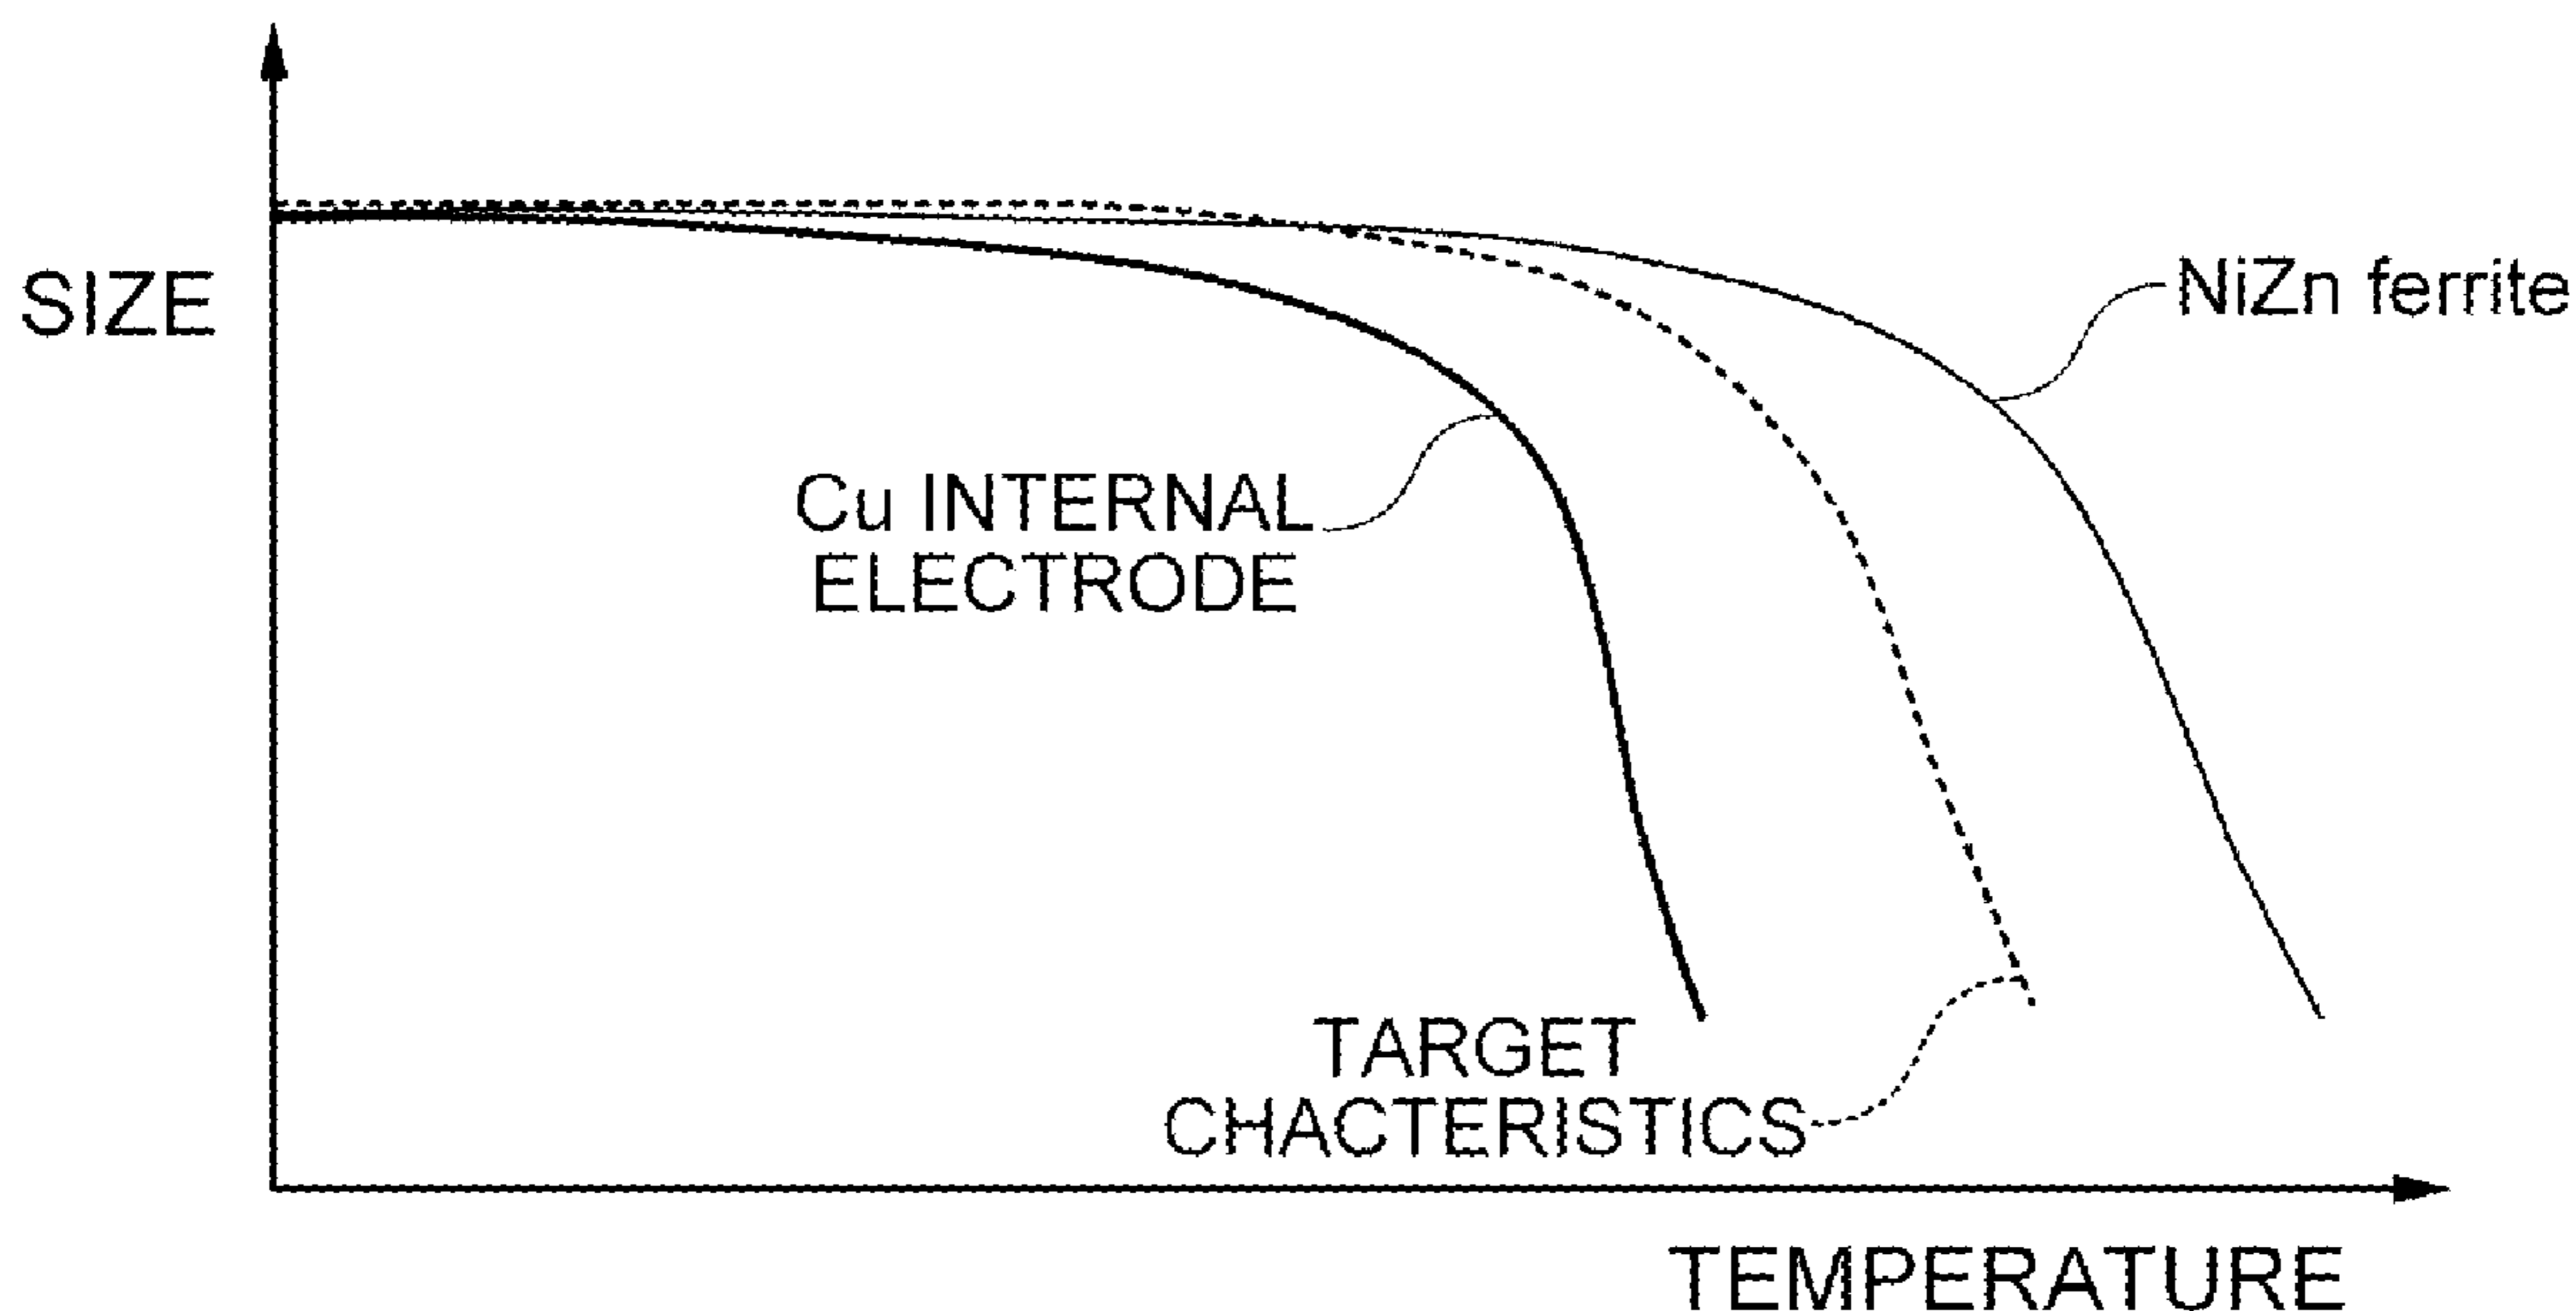 SIZE
NiZn ferrite
Cu INTERNAL
ELECTRODE
TARGET
CHACTERISTICS
TEMPERATURE